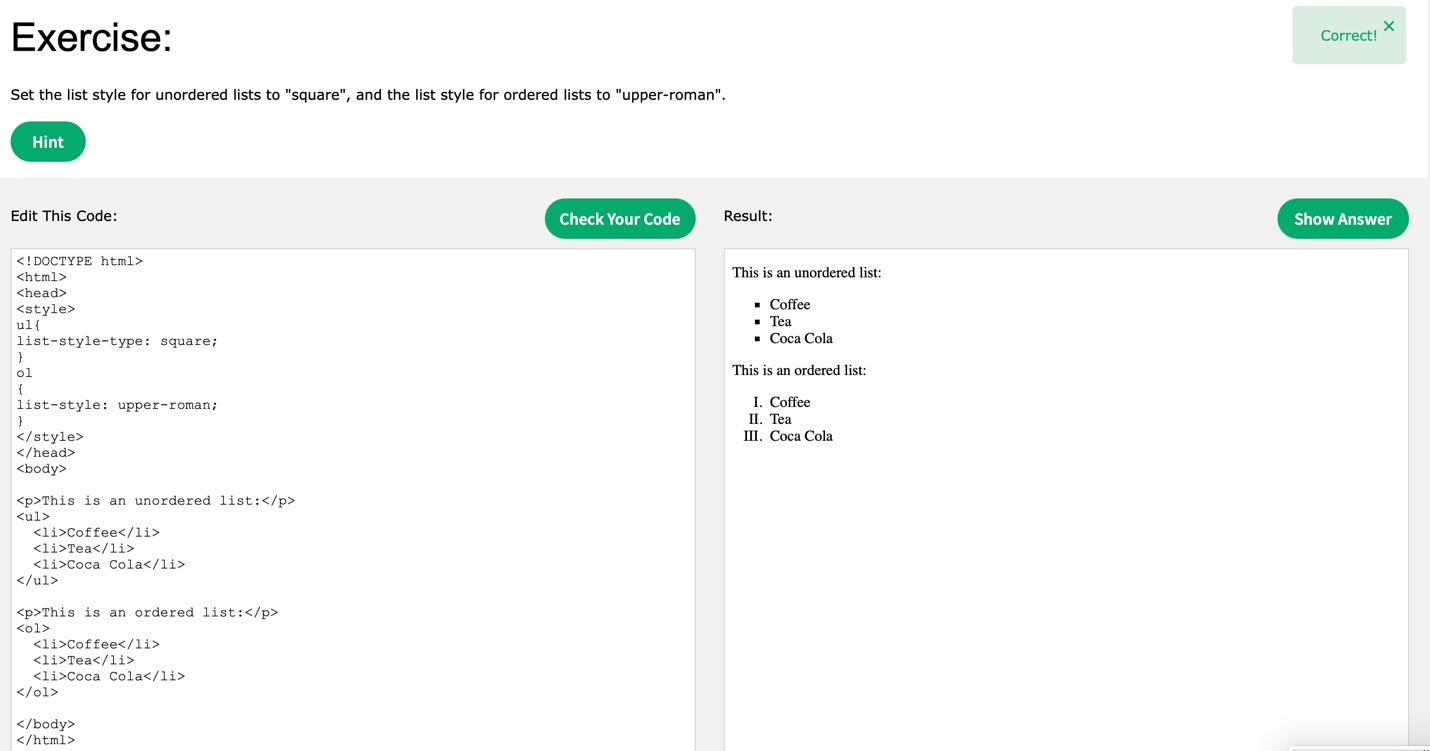 Exercise:
Correct! ×
Set the list style for unordered lists to "square", and the list style for ordered lists to "upper-roman".
Hint
Edit This Code:
Check Your Code
<!DOCTYPE html>
<html>
<head>
<style>
ul{
list-style-type: square;
}
ol
{
list-style: upper-roman;
}
</style>
</head>
<body>
<p>This is an unordered list:</p>
<ul>
  <li>Coffee</li>
  <li>Tea</li>
  <li>Coca Cola</li>
</ul>
<p>This is an ordered list:</p>
<ol>
  <li>Coffee</li>
  <li>Tea</li>
  <li>Coca Cola</li>
</ol>
</body>
</html>
Result:
Show Answer
This is an unordered list:
▪ Coffee
▪ Tea
▪ Coca Cola
This is an ordered list:
I. Coffee
II. Tea
III. Coca Cola